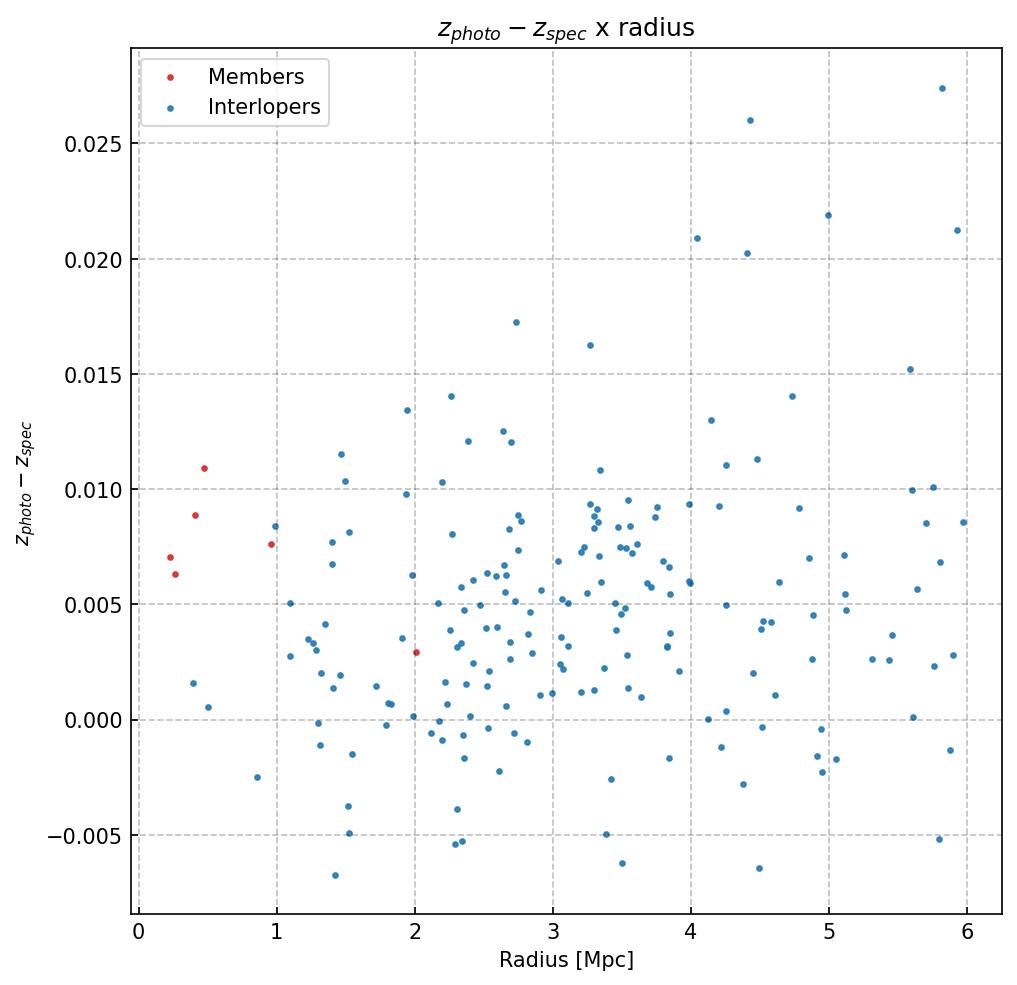 z_photo − z_spec x radius
Members
Interlopers
0.025
0.020
0.015
0.010
0.005
0.000
−0.005
z_photo − z_spec
0 1 2 3 4 5 6
Radius [Mpc]